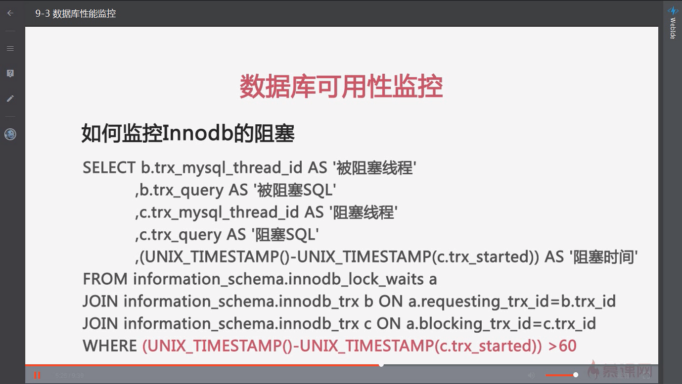 9-3 数据库性能监控
Webide
数据库可用性监控
如何监控Innodb的阻塞
SELECT b.trx_mysql_thread_id AS '被阻塞线程'
,b.trx_query AS '被阻塞SQL'
,c.trx_mysql_thread_id AS '阻塞线程'
,c.trx_query AS '阻塞SQL'
,(UNIX_TIMESTAMP()-UNIX_TIMESTAMP(c.trx_started)) AS '阻塞时间'
FROM information_schema.innodb_lock_waits a
JOIN information_schema.innodb_trx b ON a.requesting_trx_id=b.trx_id
JOIN information_schema.innodb_trx c ON a.blocking_trx_id=c.trx_id
WHERE (UNIX_TIMESTAMP()-UNIX_TIMESTAMP(c.trx_started)) >60